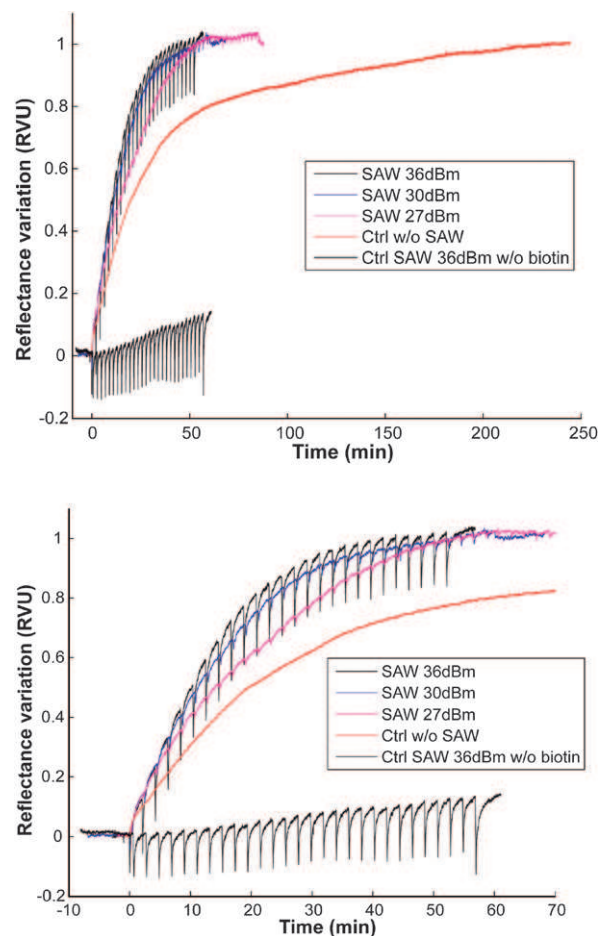 1
0.8
0.6
0.4
0.2
0
-0.2
Reflectance variation (RVU)
SAW 36dBm
SAW 30dBm
SAW 27dBm
Ctrl w/o SAW
Ctrl SAW 36dBm w/o biotin
0 50 100 150 200 250
Time (min)
1
0.8
0.6
0.4
0.2
0
-0.2
Reflectance variation (RVU)
SAW 36dBm
SAW 30dBm
SAW 27dBm
Ctrl w/o SAW
Ctrl SAW 36dBm w/o biotin
-10 0 10 20 30 40 50 60 70
Time (min)